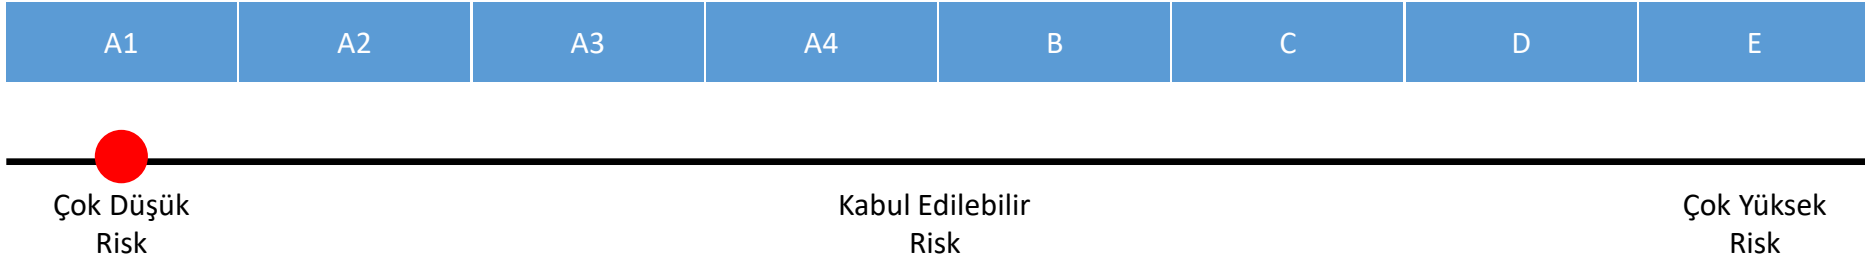 A1 A2 A3 A4 B C D E
Çok Düşük
Risk
Kabul Edilebilir
Risk
Çok Yüksek
Risk